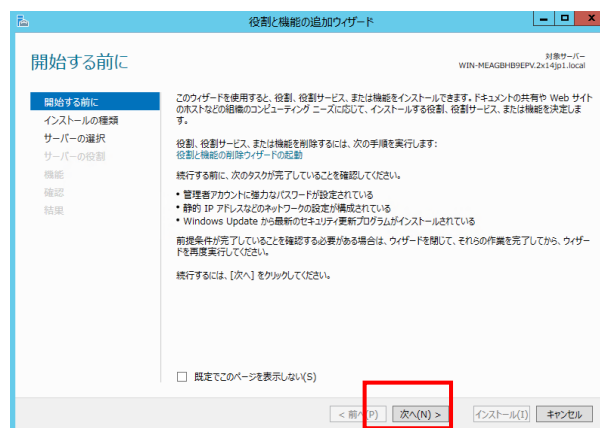 役割と機能の追加ウィザード
開始する前に
対象サーバー
WIN-MEAGBHB9EPV.2x14jp1.local
開始する前に
インストールの種類
サーバーの選択
サーバーの役割
機能
確認
結果
このウィザードを使用すると、役割、役割サービス、または機能をインストールできます。ドキュメントの共有や Web サイト
のホストなどの組織のコンピューティング ニーズに応じて、インストールする役割、役割サービス、または機能を決定しま
す。
役割、役割サービス、または機能を削除するには、次の手順を実行します:
役割と機能の削除ウィザードの起動
続行する前に、次のタスクが完了していることを確認してください。
• 管理者アカウントに強力なパスワードが設定されている
• 静的 IP アドレスなどのネットワークの設定が構成されている
• Windows Update から最新のセキュリティ更新プログラムがインストールされている
前提条件が完了していることを確認する必要がある場合は、ウィザードを閉じて、それらの作業を完了してから、ウィザー
ドを再度実行してください。
続行するには、[次へ] をクリックしてください。
既定でこのページを表示しない(S)
< 前へ(P) 次へ(N) > インストール(I) キャンセル